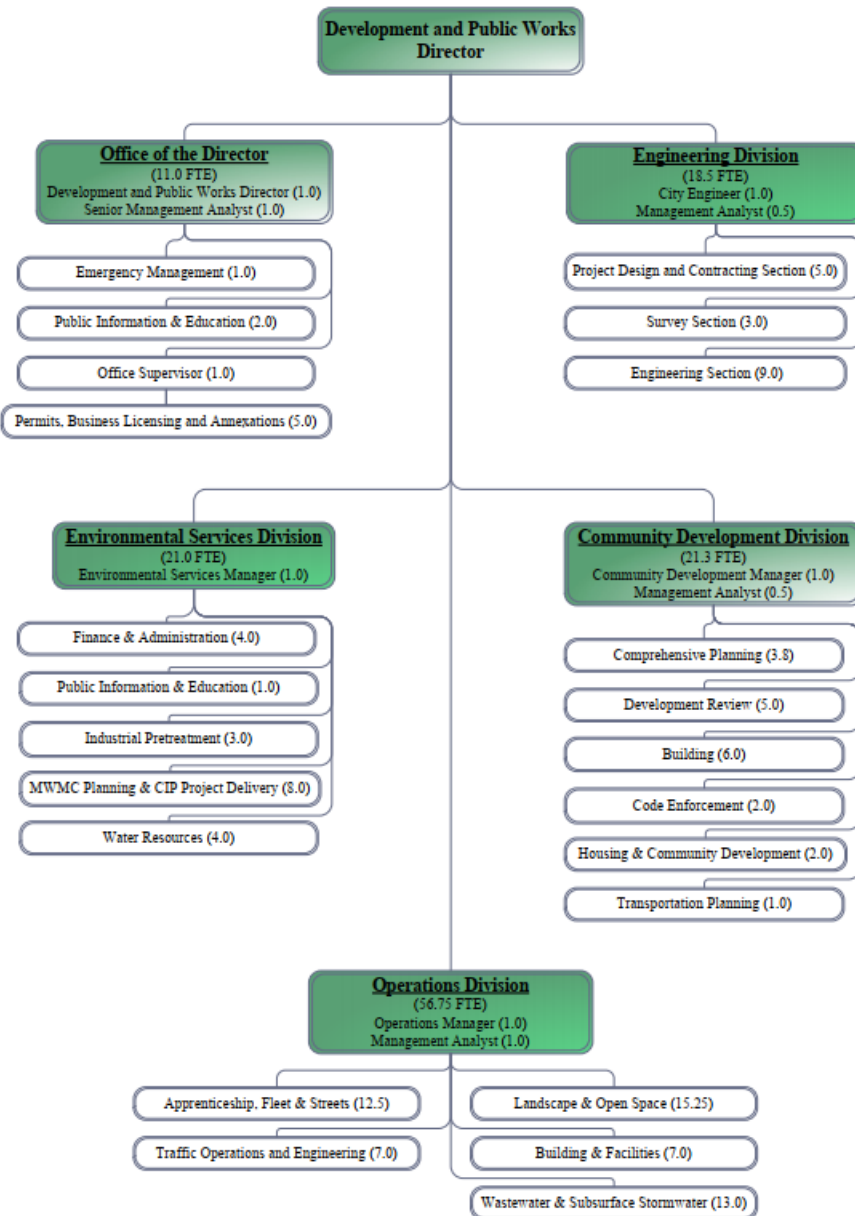 Development and Public Works
Director
Office of the Director
(11.0 FTE)
Development and Public Works Director (1.0)
Senior Management Analyst (1.0)
Emergency Management (1.0)
Public Information & Education (2.0)
Office Supervisor (1.0)
Permits, Business Licensing and Annexations (5.0)
Engineering Division
(18.5 FTE)
City Engineer (1.0)
Management Analyst (0.5)
Project Design and Contracting Section (5.0)
Survey Section (3.0)
Engineering Section (9.0)
Environmental Services Division
(21.0 FTE)
Environmental Services Manager (1.0)
Finance & Administration (4.0)
Public Information & Education (1.0)
Industrial Pretreatment (3.0)
MWMC Planning & CIP Project Delivery (8.0)
Water Resources (4.0)
Community Development Division
(21.3 FTE)
Community Development Manager (1.0)
Management Analyst (0.5)
Comprehensive Planning (3.8)
Development Review (5.0)
Building (6.0)
Code Enforcement (2.0)
Housing & Community Development (2.0)
Transportation Planning (1.0)
Operations Division
(56.75 FTE)
Operations Manager (1.0)
Management Analyst (1.0)
Apprenticeship, Fleet & Streets (12.5)
Landscape & Open Space (15.25)
Traffic Operations and Engineering (7.0)
Building & Facilities (7.0)
Wastewater & Subsurface Stormwater (13.0)